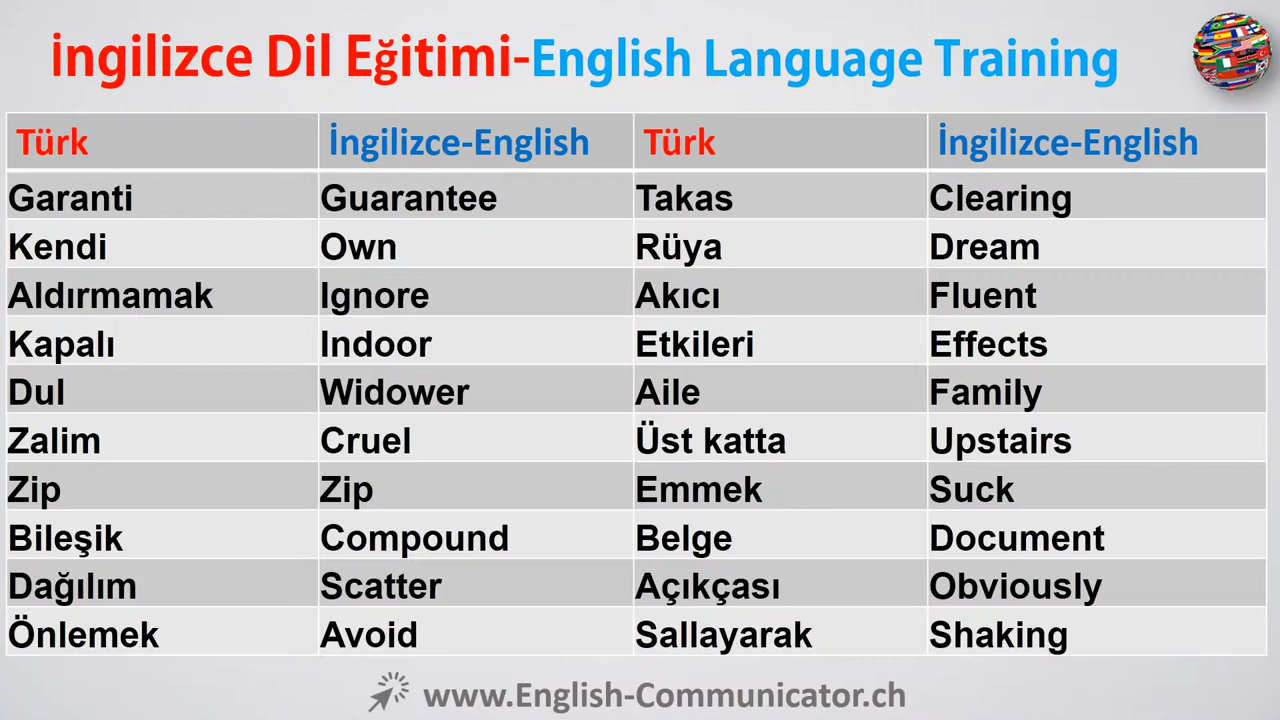 İngilizce Dil Eğitimi-English Language Training
Türk İngilizce-English Türk İngilizce-English
Garanti Guarantee Takas Clearing
Kendi Own Rüya Dream
Aldırmamak Ignore Akıcı Fluent
Kapalı Indoor Etkileri Effects
Dul Widower Aile Family
Zalim Cruel Üst katta Upstairs
Zip Zip Emmek Suck
Bileşik Compound Belge Document
Dağılım Scatter Açıkçası Obviously
Önlemek Avoid Sallayarak Shaking
www.English-Communicator.ch